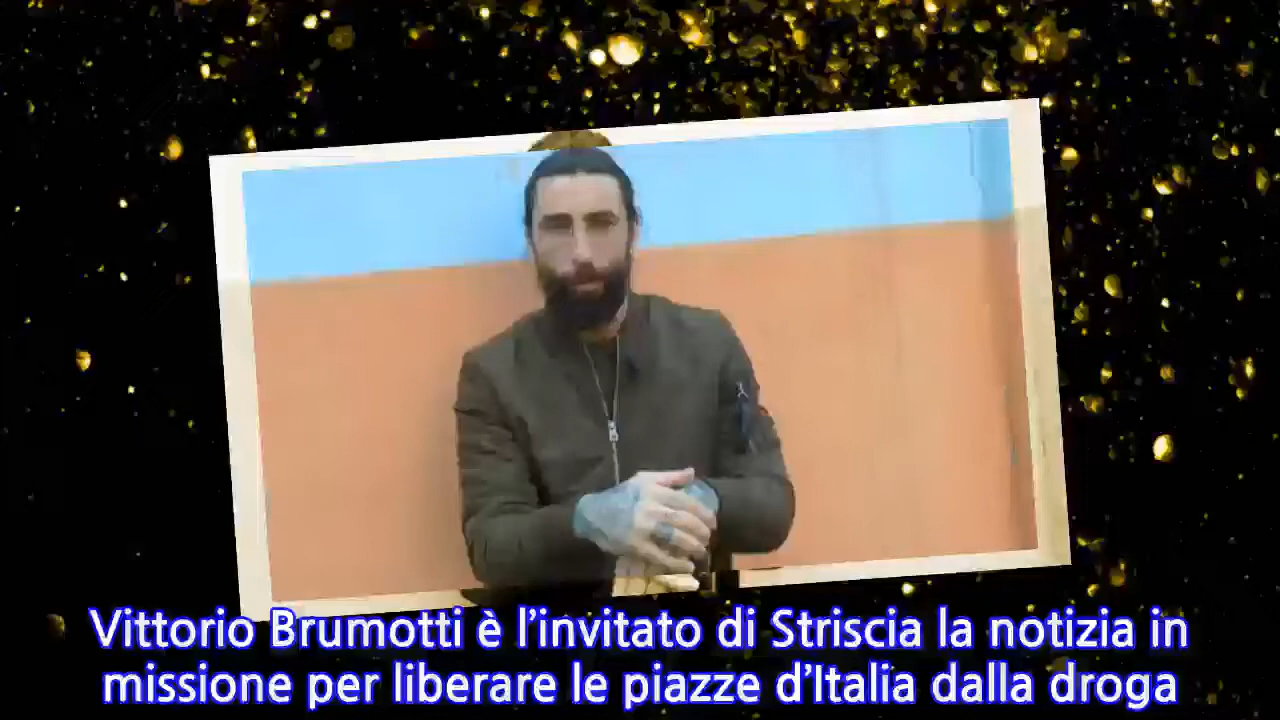 Vittorio Brumotti è l’invitato di Striscia la notizia in
missione per liberare le piazze d’Italia dalla droga